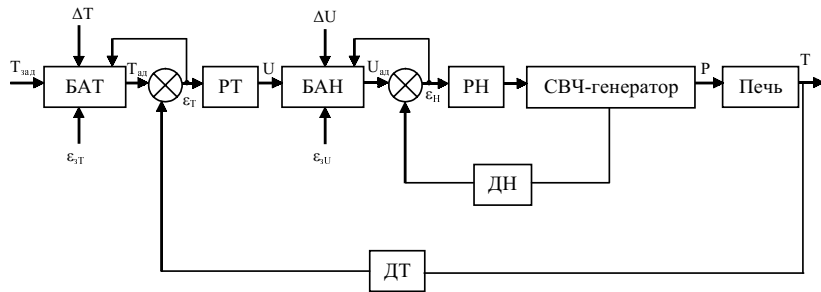 ΔT
ΔU
Tзад
БАТ
Tад
εT
РТ
U
БАН
Uад
εН
РН
СВЧ-генератор
P
Печь
T
εзT
εзU
ДН
ДТ